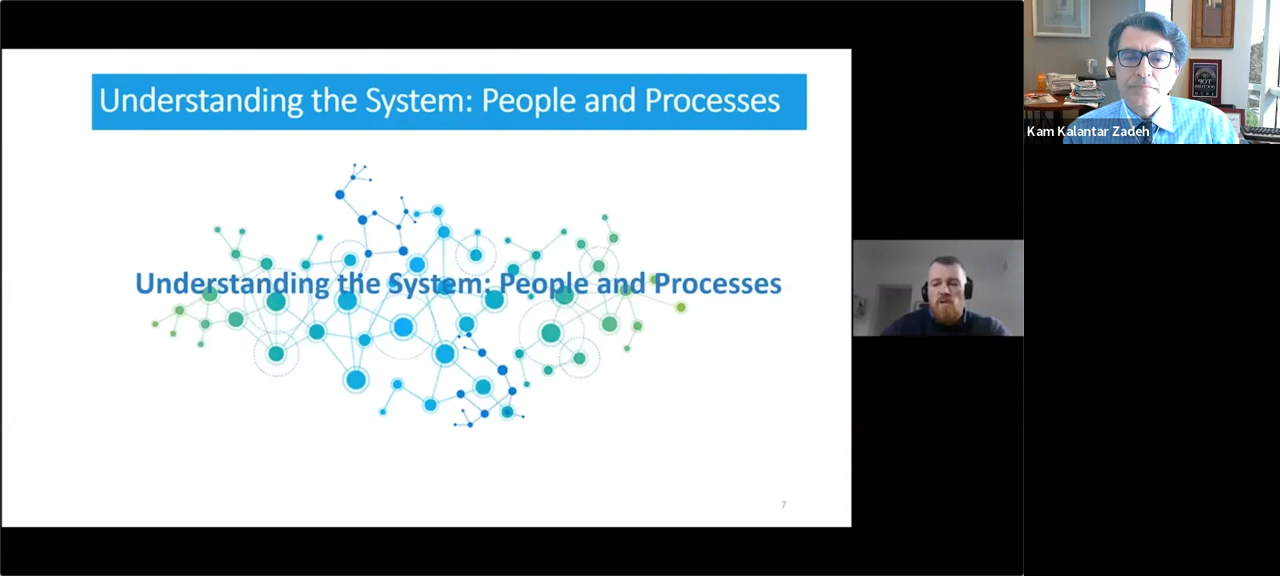 Understanding the System: People and Processes
Understanding the System: People and Processes
7
Kam Kalantar Zadeh